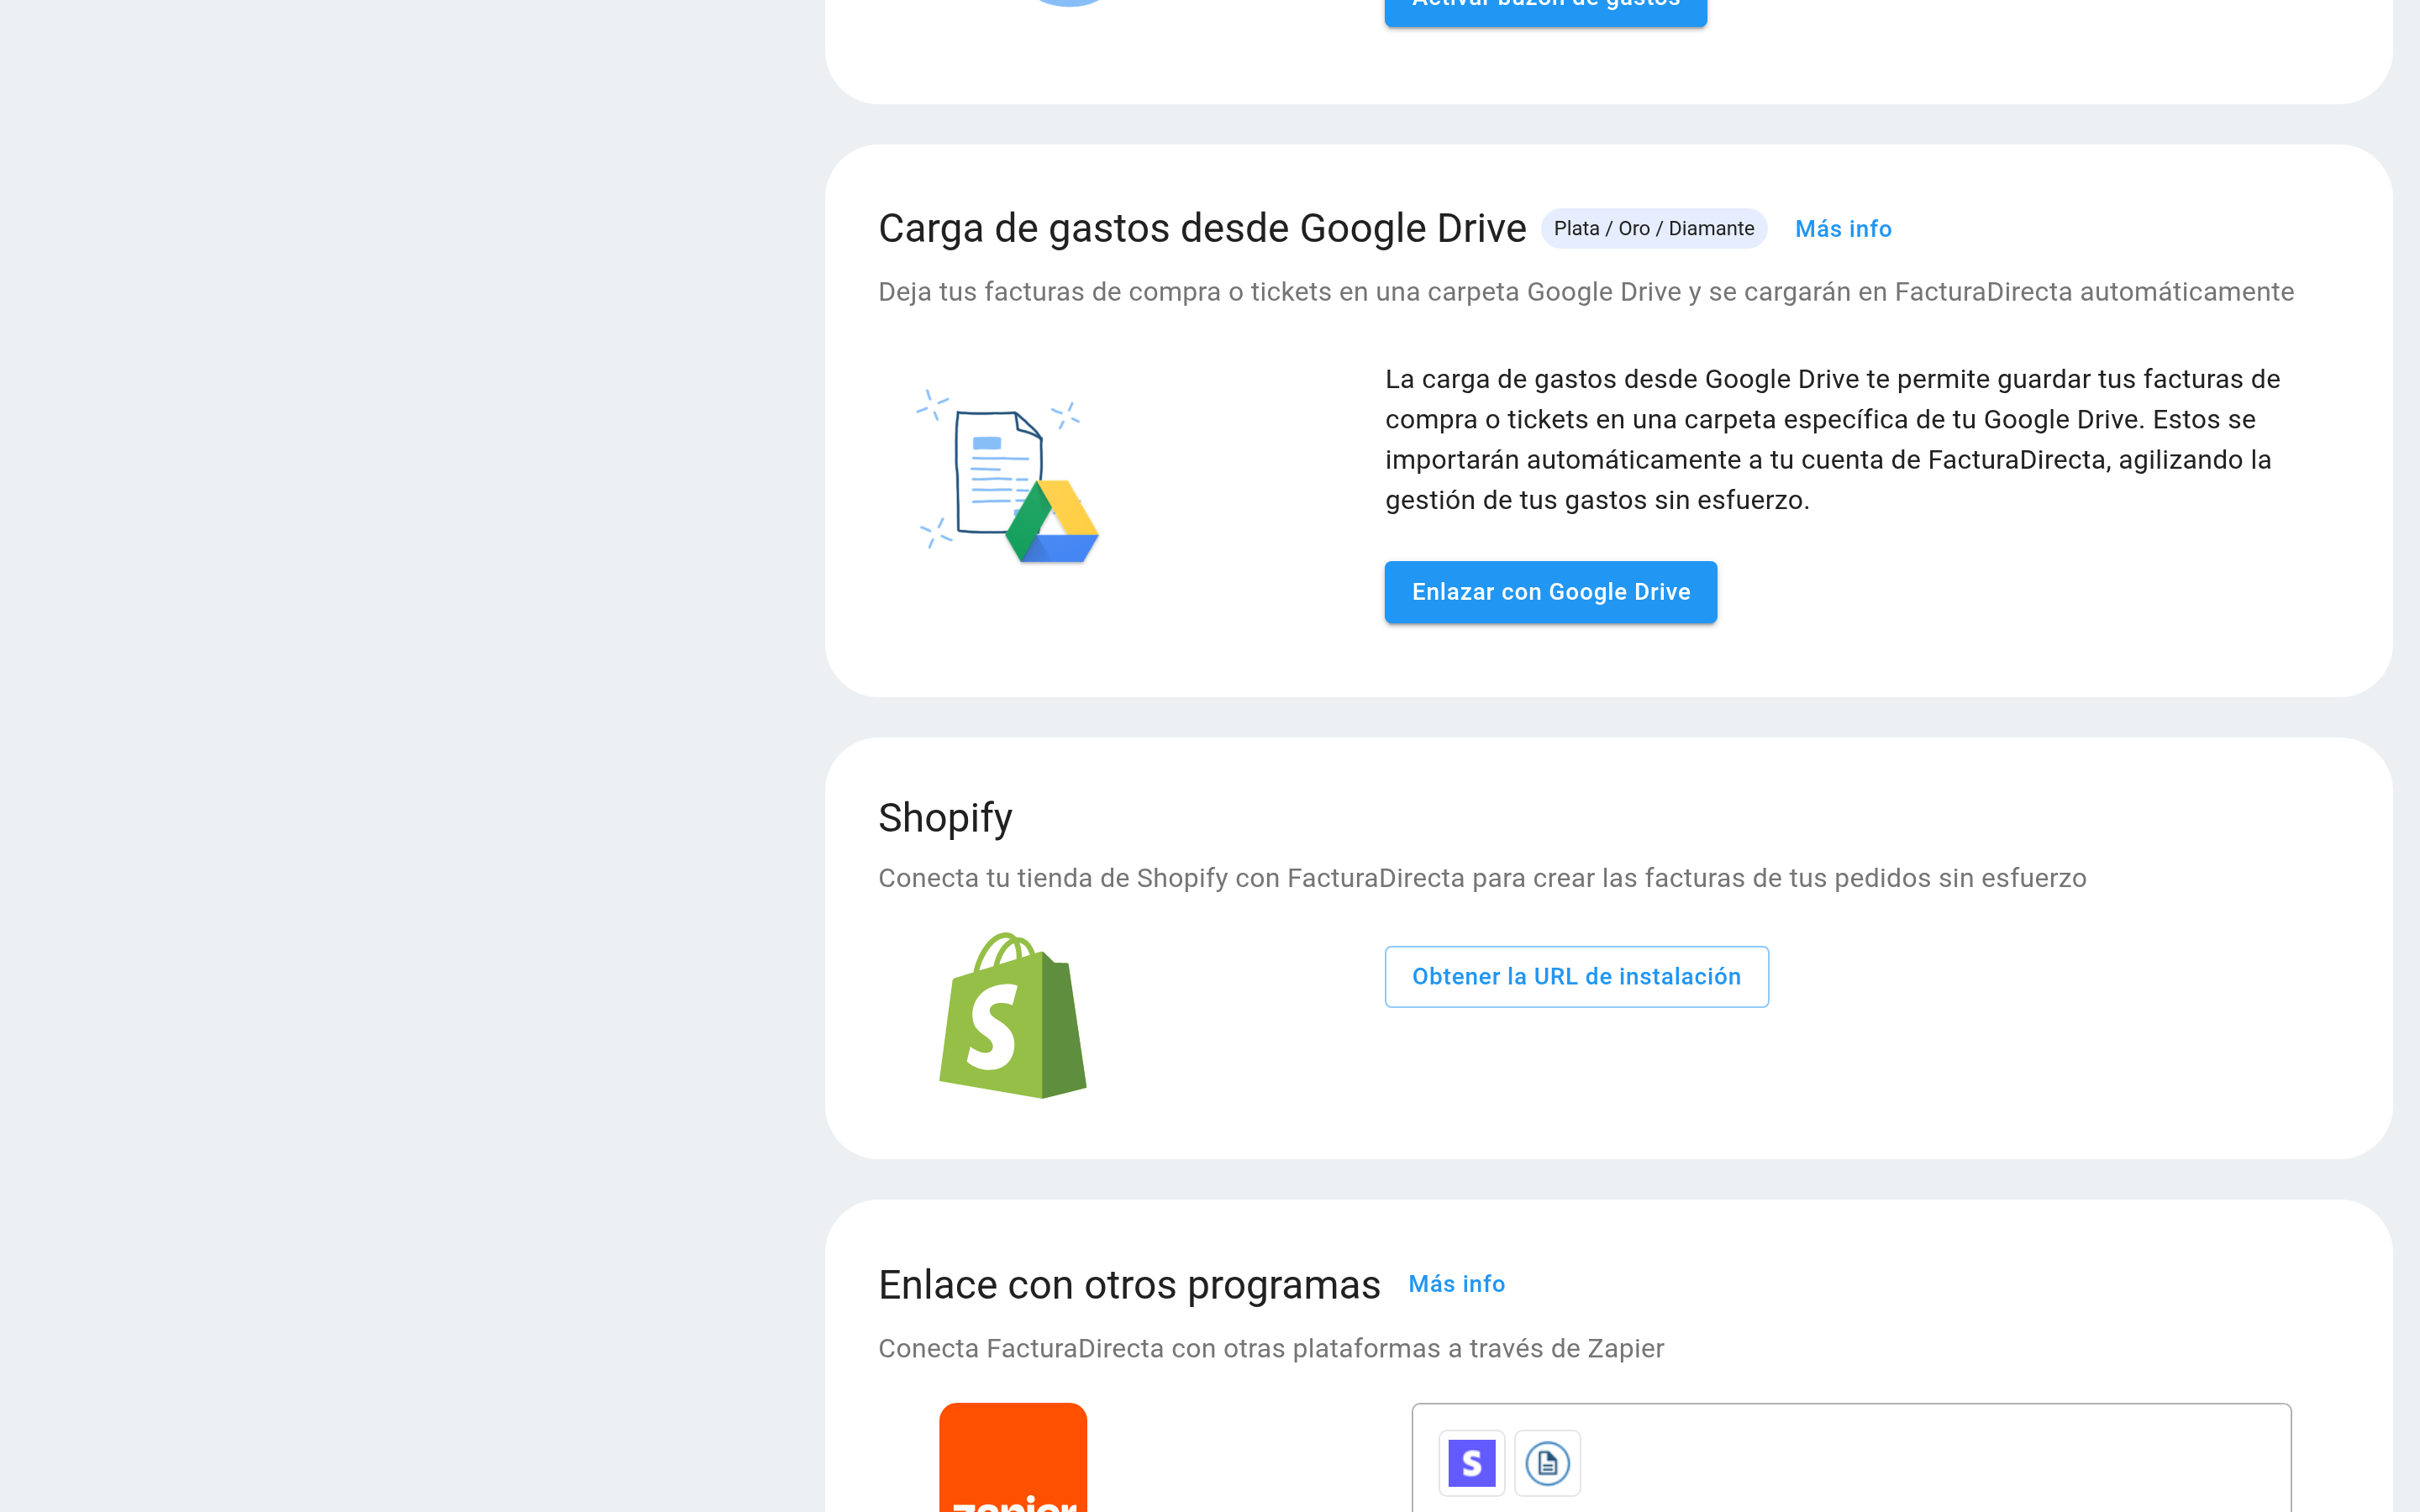 Activar buzón de gastos
Carga de gastos desde Google Drive Plata / Oro / Diamante Más info
Deja tus facturas de compra o tickets en una carpeta Google Drive y se cargarán en FacturaDirecta automáticamente
La carga de gastos desde Google Drive te permite guardar tus facturas de
compra o tickets en una carpeta específica de tu Google Drive. Estos se
importarán automáticamente a tu cuenta de FacturaDirecta, agilizando la
gestión de tus gastos sin esfuerzo.
Enlazar con Google Drive
Shopify
Conecta tu tienda de Shopify con FacturaDirecta para crear las facturas de tus pedidos sin esfuerzo
S
Obtener la URL de instalación
Enlace con otros programas Más info
Conecta FacturaDirecta con otras plataformas a través de Zapier
zapier
S